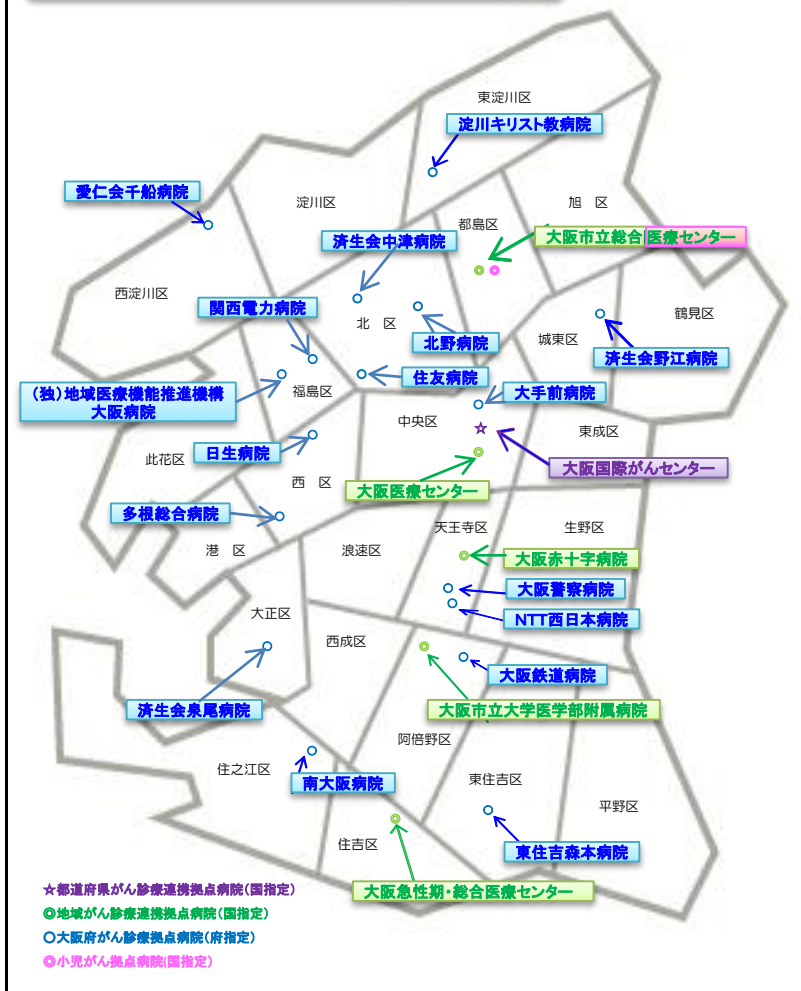 東淀川区
淀川キリスト教病院
愛仁会千船病院
淀川区
旭 区
都島区
大阪市立総合医療センター
済生会中津病院
西淀川区
関西電力病院
鶴見区
北 区
北野病院
城東区
済生会野江病院
住友病院
(独)地域医療機能推進機構
大阪病院
福島区
大手前病院
中央区
東成区
日生病院
此花区
大阪国際がんセンター
西 区
大阪医療センター
多根総合病院
天王寺区
生野区
港 区
浪速区
大阪赤十字病院
大阪警察病院
NTT西日本病院
大正区
西成区
大阪鉄道病院
済生会泉尾病院
大阪市立大学医学部附属病院
阿倍野区
住之江区
南大阪病院
東住吉区
平野区
住吉区
東住吉森本病院
大阪急性期・総合医療センター
☆都道府県がん診療連携拠点病院(国指定)
◎地域がん診療連携拠点病院(国指定)
○大阪府がん診療拠点病院(府指定)
◎小児がん拠点病院(国指定)